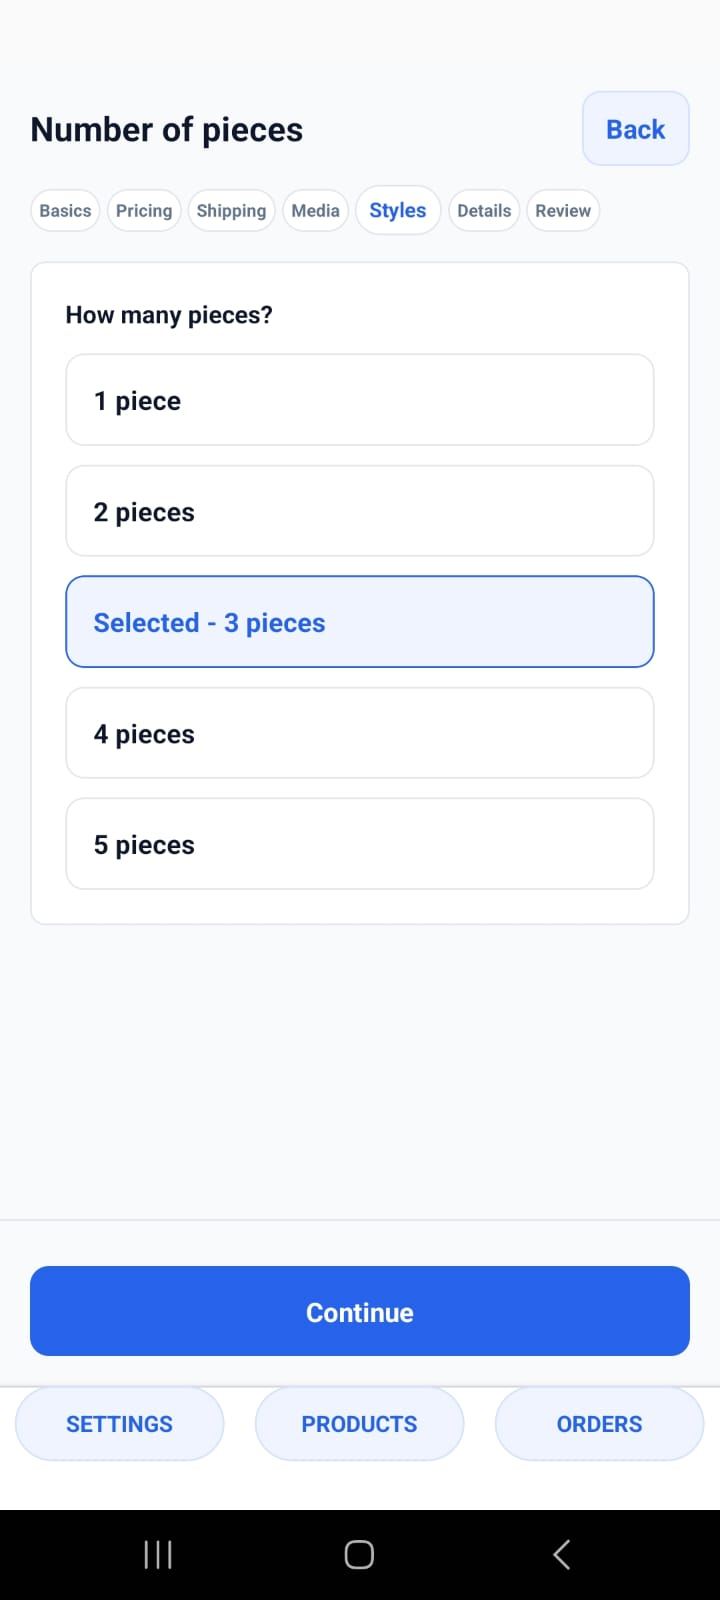 Number of pieces
Back
Basics
Pricing
Shipping
Media
Styles
Details
Review
How many pieces?
1 piece
2 pieces
Selected - 3 pieces
4 pieces
5 pieces
Continue
SETTINGS
PRODUCTS
ORDERS